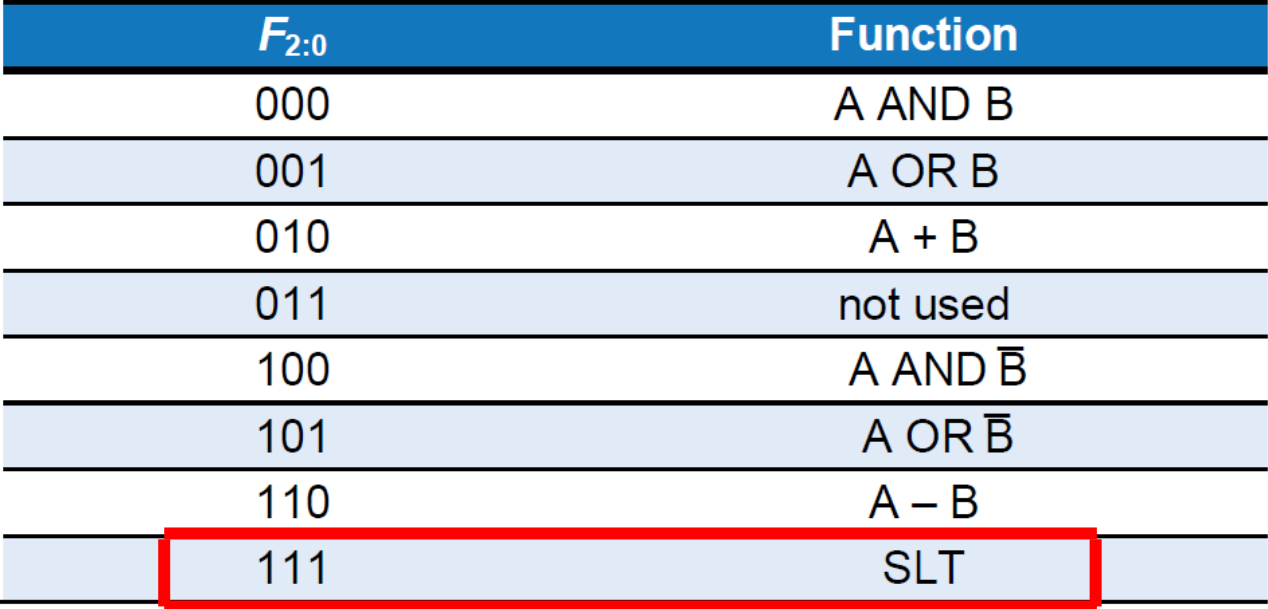 F2:0 Function
000 A AND B
001 A OR B
010 A + B
011 not used
100 A AND B̅
101 A OR B̅
110 A – B
111 SLT